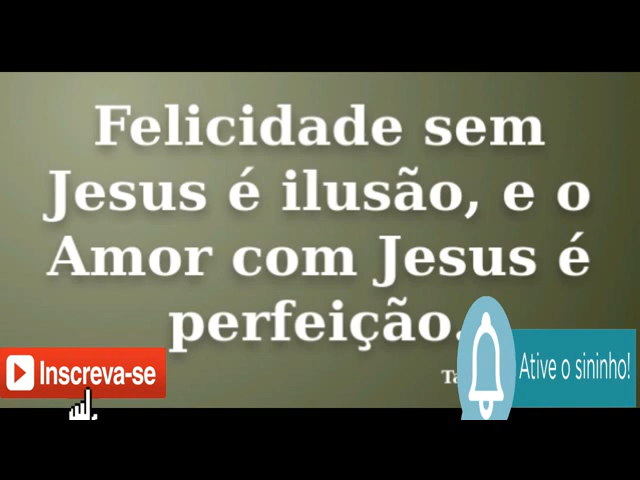 Felicidade sem
Jesus é ilusão, e o
Amor com Jesus é
perfeição.
Inscreva-se
Ative o sininho!